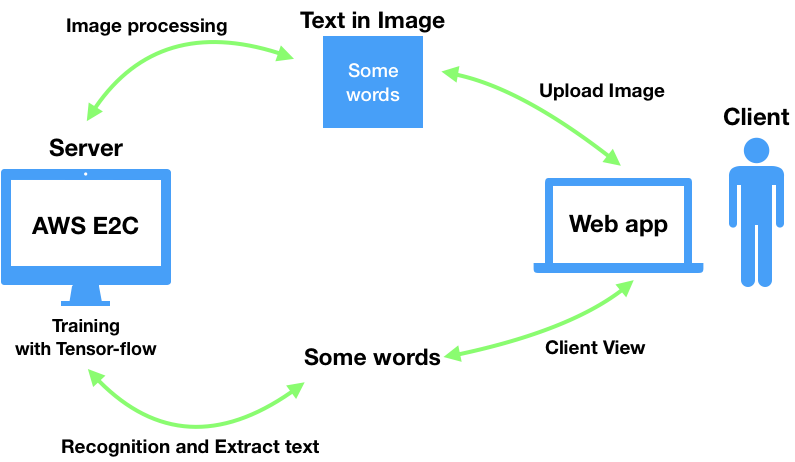 Image processing
Text in Image
Some
words
Upload Image
Client
Server
AWS E2C
Web app
Training
with Tensor-flow
Some words
Client View
Recognition and Extract text